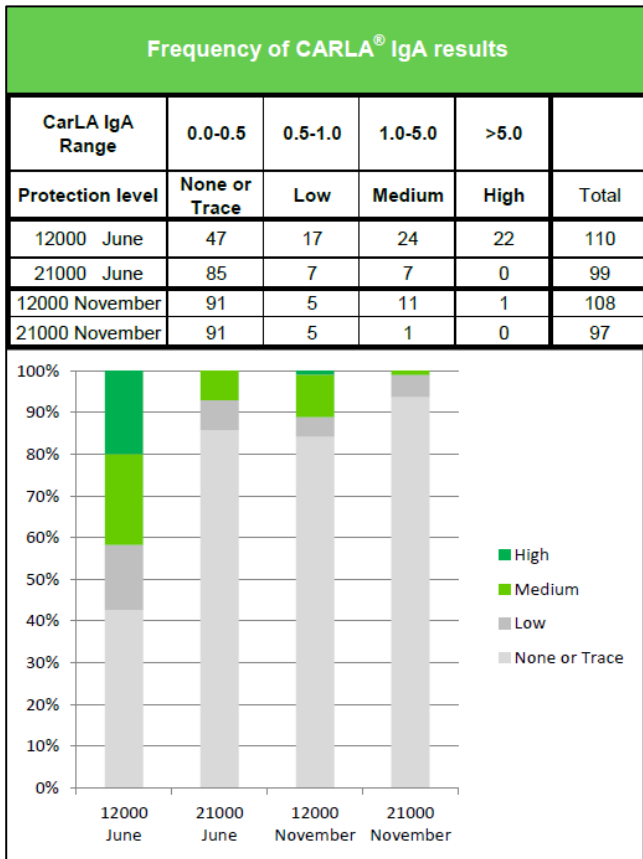 Frequency of CARLA® IgA results
CarLA IgA Range 0.0-0.5 0.5-1.0 1.0-5.0 >5.0
Protection level None or Trace Low Medium High Total
12000 June 47 17 24 22 110
21000 June 85 7 7 0 99
12000 November 91 5 11 1 108
21000 November 91 5 1 0 97
100%
90%
80%
70%
60%
50%
40%
30%
20%
10%
0%
12000 June
21000 June
12000 November
21000 November
High
Medium
Low
None or Trace